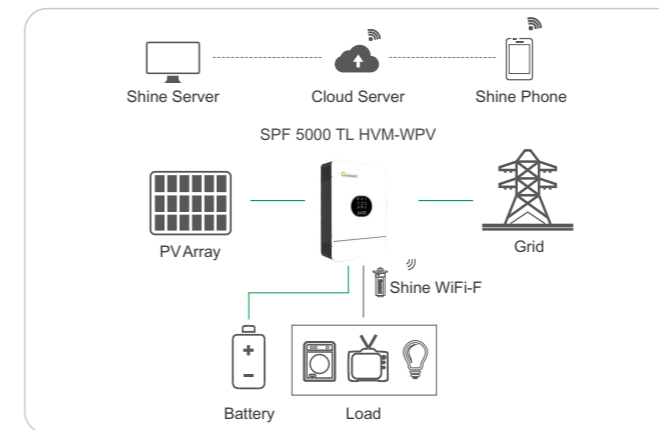 Shine Server
Cloud Server
Shine Phone
SPF 5000 TL HVM-WPV
PV Array
Grid
Shine WiFi-F
Battery
Load